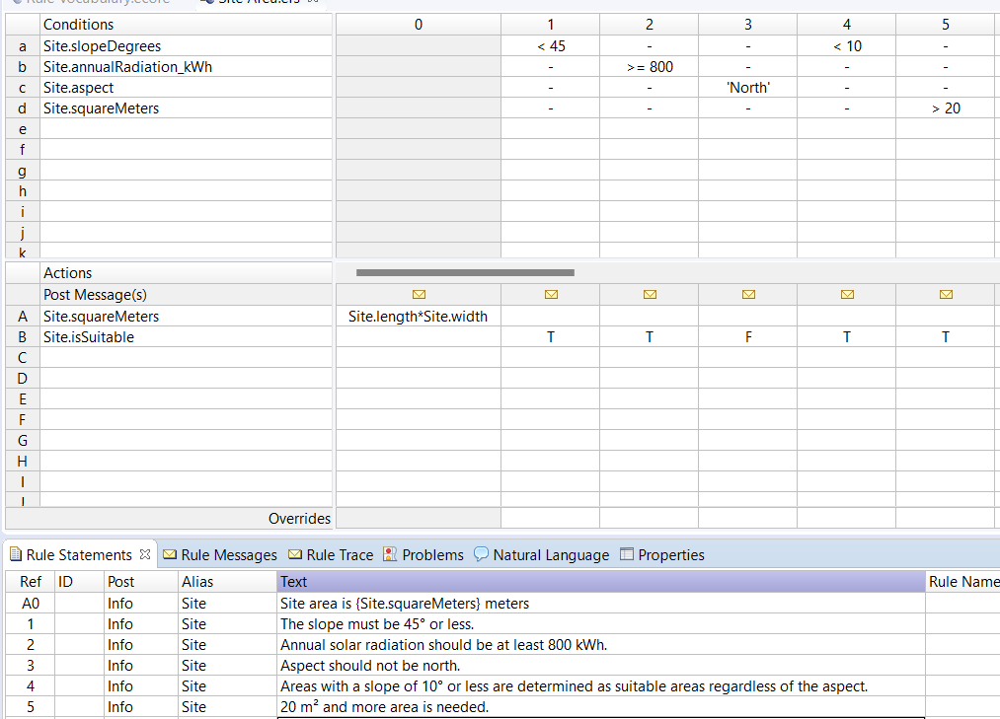 Rule Vocabulary.ecore Site Area.ers
Conditions 0 1 2 3 4 5
a Site.slopeDegrees < 45 - - < 10 -
b Site.annualRadiation_kWh - >= 800 - - -
c Site.aspect - - 'North' - -
d Site.squareMeters - - - - > 20
e
f
g
h
i
j
k
Actions
Post Message(s)
A Site.squareMeters Site.length*Site.width
B Site.isSuitable T T F T T
C
D
E
F
G
H
I
J
Overrides
Rule Statements Rule Messages Rule Trace Problems Natural Language Properties
Ref ID Post Alias Text Rule Name
A0 Info Site Site area is {Site.squareMeters} meters
1 Info Site The slope must be 45° or less.
2 Info Site Annual solar radiation should be at least 800 kWh.
3 Info Site Aspect should not be north.
4 Info Site Areas with a slope of 10° or less are determined as suitable areas regardless of the aspect.
5 Info Site 20 m² and more area is needed.